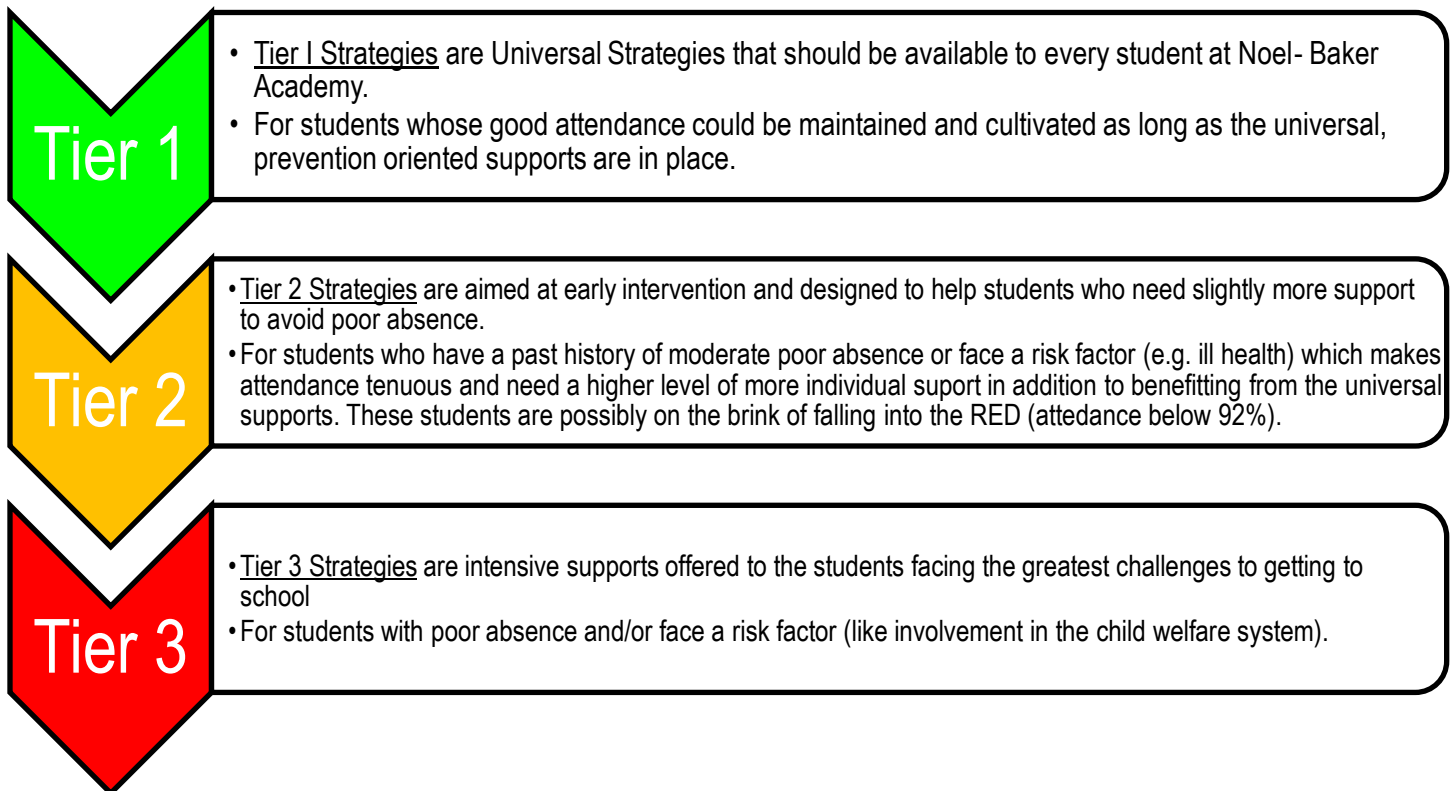 Tier 1
• Tier I Strategies are Universal Strategies that should be available to every student at Noel- Baker
Academy.
• For students whose good attendance could be maintained and cultivated as long as the universal,
prevention oriented supports are in place.
Tier 2
• Tier 2 Strategies are aimed at early intervention and designed to help students who need slightly more support
to avoid poor absence.
• For students who have a past history of moderate poor absence or face a risk factor (e.g. ill health) which makes
attendance tenuous and need a higher level of more individual suport in addition to benefitting from the universal
supports. These students are possibly on the brink of falling into the RED (attedance below 92%).
Tier 3
• Tier 3 Strategies are intensive supports offered to the students facing the greatest challenges to getting to
school
• For students with poor absence and/or face a risk factor (like involvement in the child welfare system).